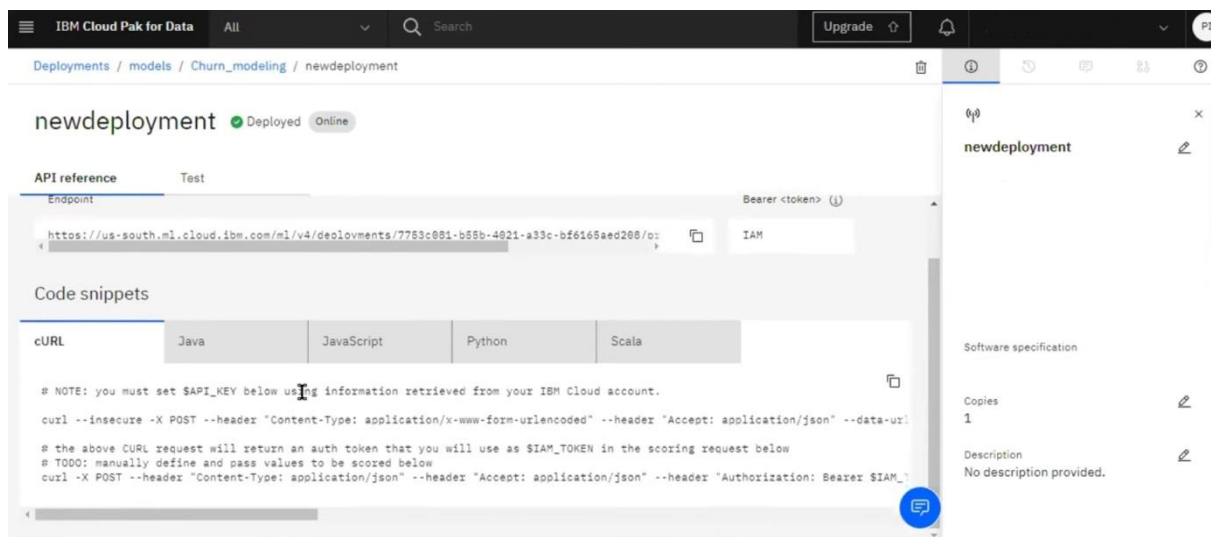 IBM Cloud Pak for Data All Search Upgrade PI
Deployments / models / Churn_modeling / newdeployment
newdeployment Deployed Online
newdeployment
API reference Test
Endpoint Bearer <token>
https://us-south.ml.cloud.ibm.com/ml/v4/deployments/7753c081-b55b-4021-a33c-bf6165aed208/ IAM
Code snippets
cURL Java JavaScript Python Scala
Software specification
# NOTE: you must set $API_KEY below using information retrieved from your IBM Cloud account.
Copies
1
curl --insecure -X POST --header "Content-Type: application/x-www-form-urlencoded" --header "Accept: application/json" --data-url
# the above CURL request will return an auth token that you will use as $IAM_TOKEN in the scoring request below
# TODO: manually define and pass values to be scored below
curl -X POST --header "Content-Type: application/json" --header "Accept: application/json" --header "Authorization: Bearer $IAM_
Description
No description provided.